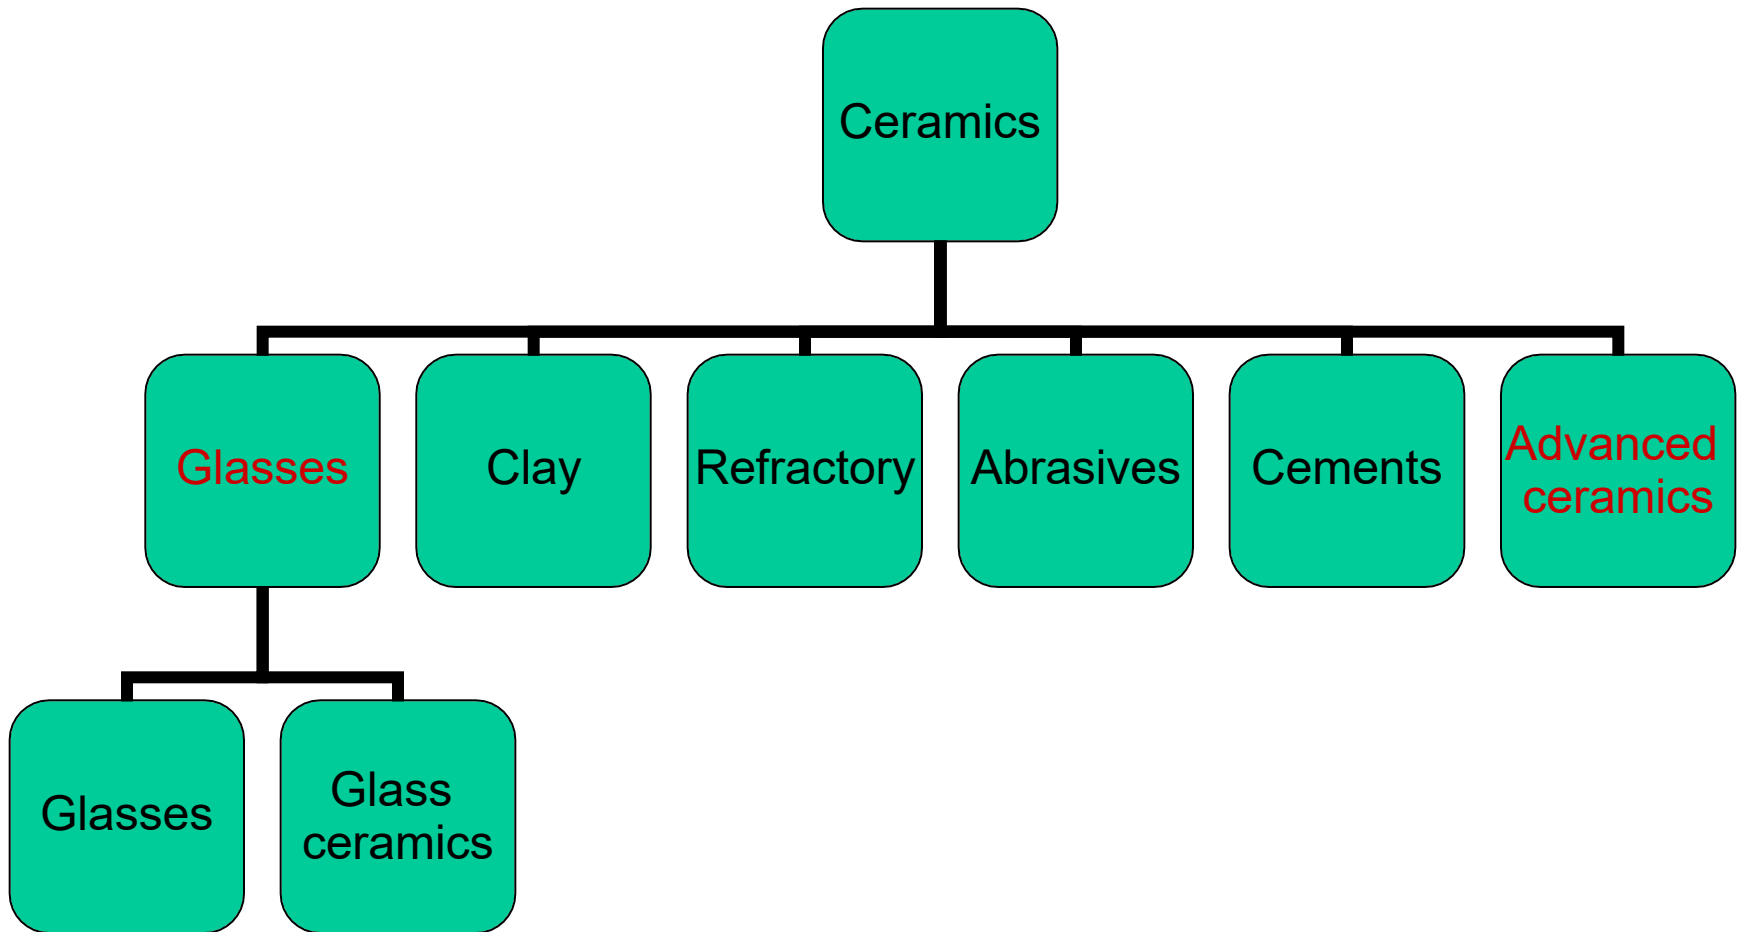 Ceramics
Glasses
Clay
Refractory
Abrasives
Cements
Advanced
ceramics
Glasses
Glass
ceramics